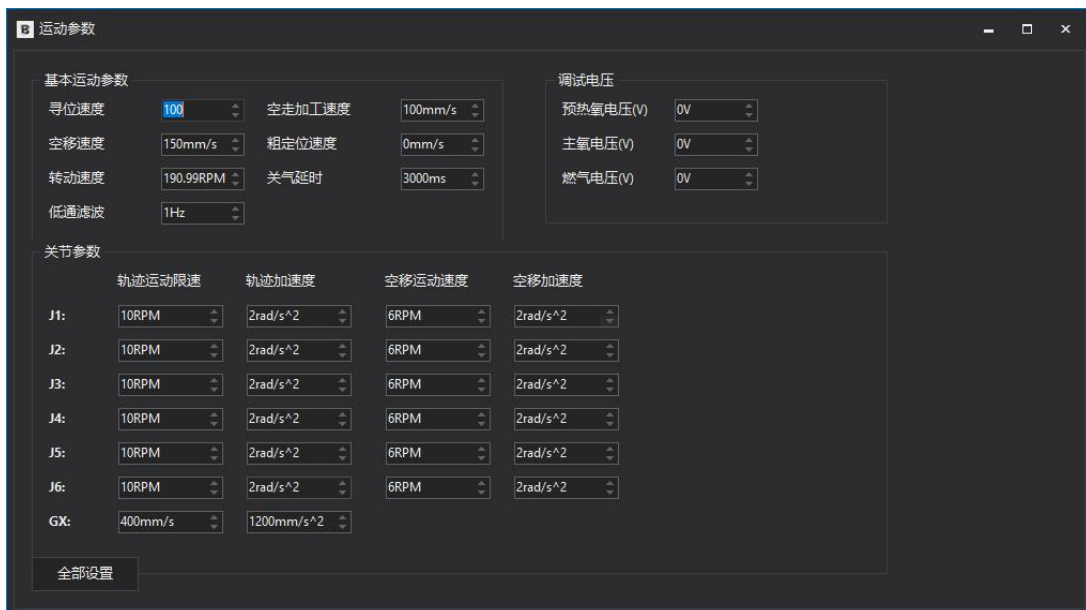 B 运动参数
基本运动参数 调试电压
寻位速度 100 空走加工速度 100mm/s 预热氧电压(V) 0V
空移速度 150mm/s 粗定位速度 0mm/s 主氧电压(V) 0V
转动速度 190.99RPM 关气延时 3000ms 燃气电压(V) 0V
低通滤波 1Hz
关节参数
轨迹运动限速 轨迹加速度 空移运动速度 空移加速度
J1: 10RPM 2rad/s^2 6RPM 2rad/s^2
J2: 10RPM 2rad/s^2 6RPM 2rad/s^2
J3: 10RPM 2rad/s^2 6RPM 2rad/s^2
J4: 10RPM 2rad/s^2 6RPM 2rad/s^2
J5: 10RPM 2rad/s^2 6RPM 2rad/s^2
J6: 10RPM 2rad/s^2 6RPM 2rad/s^2
GX: 400mm/s 1200mm/s^2
全部设置